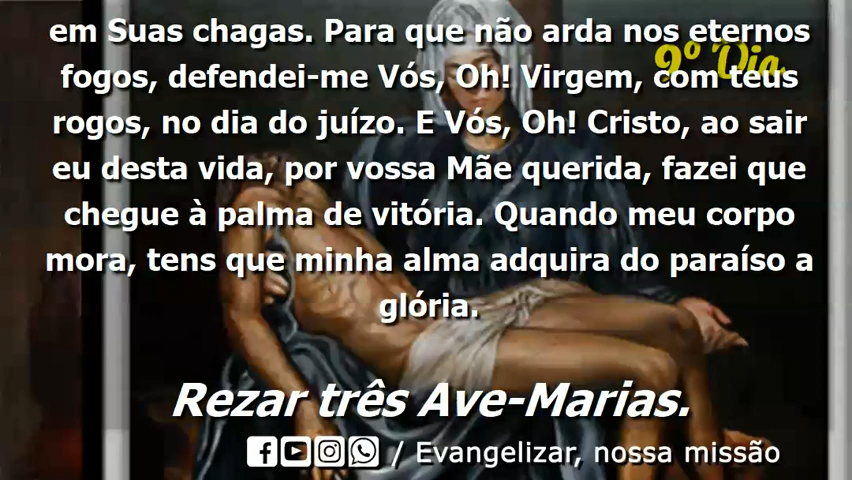 em Suas chagas. Para que não arda nos eternos
9º Dia
fogos, defendei-me Vós, Oh! Virgem, com teus
rogos, no dia do juízo. E Vós, Oh! Cristo, ao sair
eu desta vida, por vossa Mãe querida, fazei que
chegue à palma de vitória. Quando meu corpo
mora, tens que minha alma adquira do paraíso a
glória.
Rezar três Ave-Marias.
/ Evangelizar, nossa missão